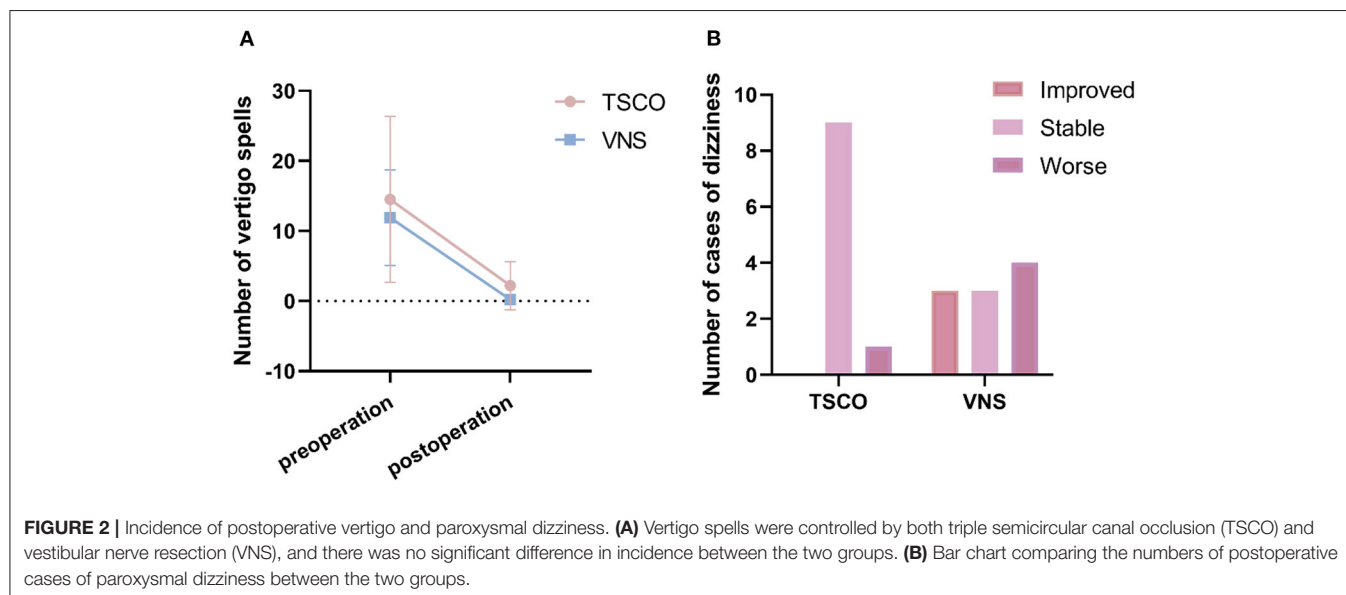 A
Number of vertigo spells
30
20
10
0
-10
preoperation
postoperation
TSCO
VNS
B
Number of cases of dizziness
10
8
6
4
2
0
TSCO
VNS
Improved
Stable
Worse
FIGURE 2 | Incidence of postoperative vertigo and paroxysmal dizziness. (A) Vertigo spells were controlled by both triple semicircular canal occlusion (TSCO) and
vestibular nerve resection (VNS), and there was no significant difference in incidence between the two groups. (B) Bar chart comparing the numbers of postoperative
cases of paroxysmal dizziness between the two groups.